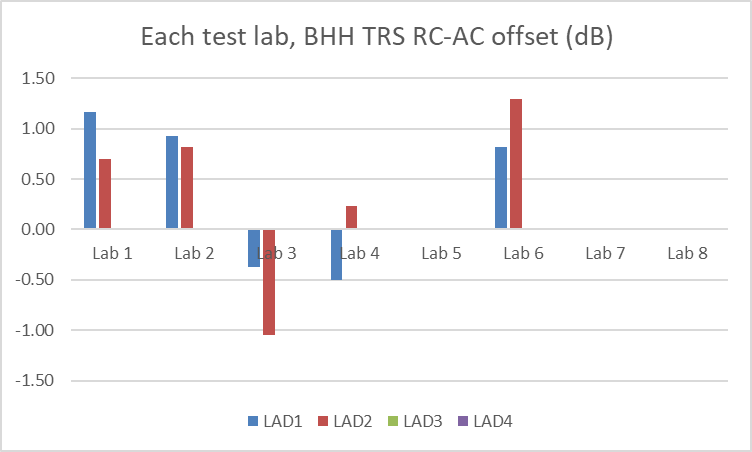 Each test lab, BHH TRS RC-AC offset (dB)
1.50
1.00
0.50
0.00
Lab 1 Lab 2 Lab 3 Lab 4 Lab 5 Lab 6 Lab 7 Lab 8
-0.50
-1.00
-1.50
LAD1 LAD2 LAD3 LAD4